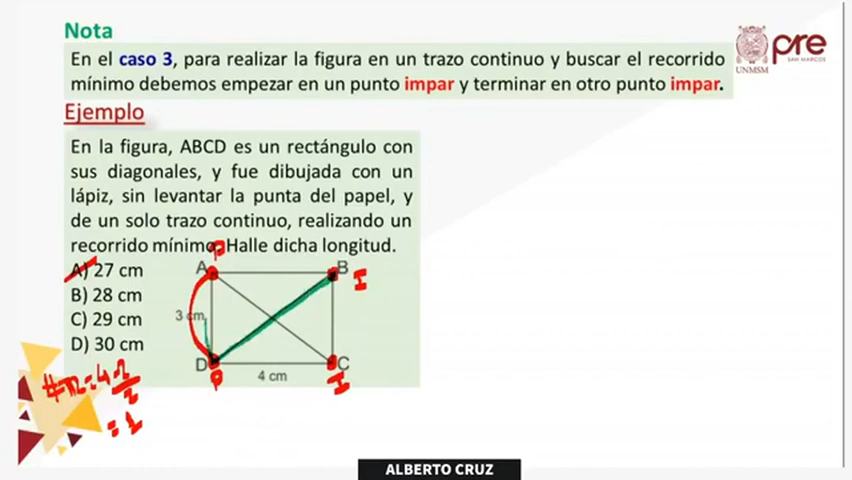 Nota
En el caso 3, para realizar la figura en un trazo continuo y buscar el recorrido
mínimo debemos empezar en un punto impar y terminar en otro punto impar.
UNMSM
pre
SAN MARCOS
Ejemplo
En la figura, ABCD es un rectángulo con
sus diagonales, y fue dibujada con un
lápiz, sin levantar la punta del papel, y
de un solo trazo continuo, realizando un
recorrido mínimo. Halle dicha longitud.
A) 27 cm
B) 28 cm
C) 29 cm
D) 30 cm
P
A
B
I
3 cm
D
C
P
4 cm
I
= 1
ALBERTO CRUZ